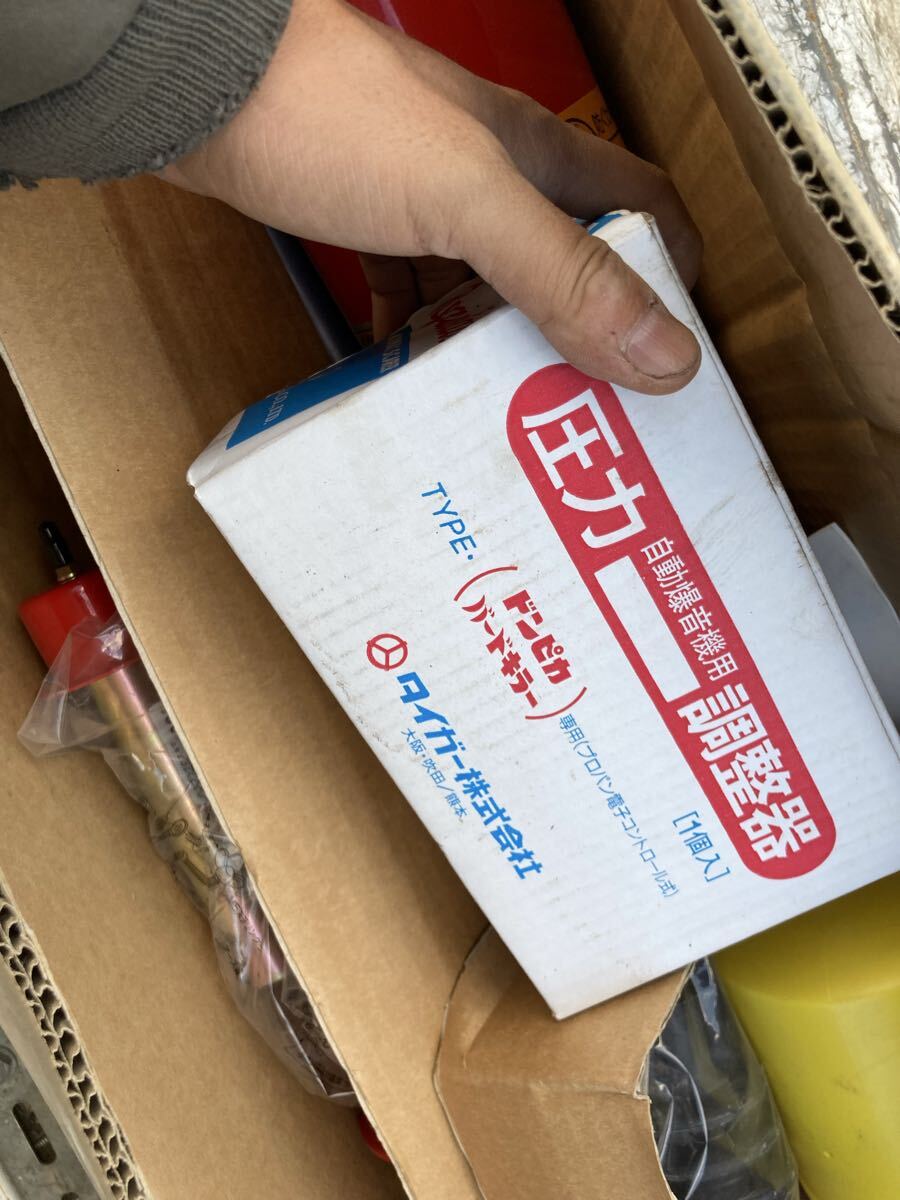 圧力調整器
自動爆音機用
[1個入]
TYPE・
ドンピカ
バードキラー
専用(プロパン電子コントロール式)
タイガー株式会社
大阪・吹田/熊本
CO.,LTD.